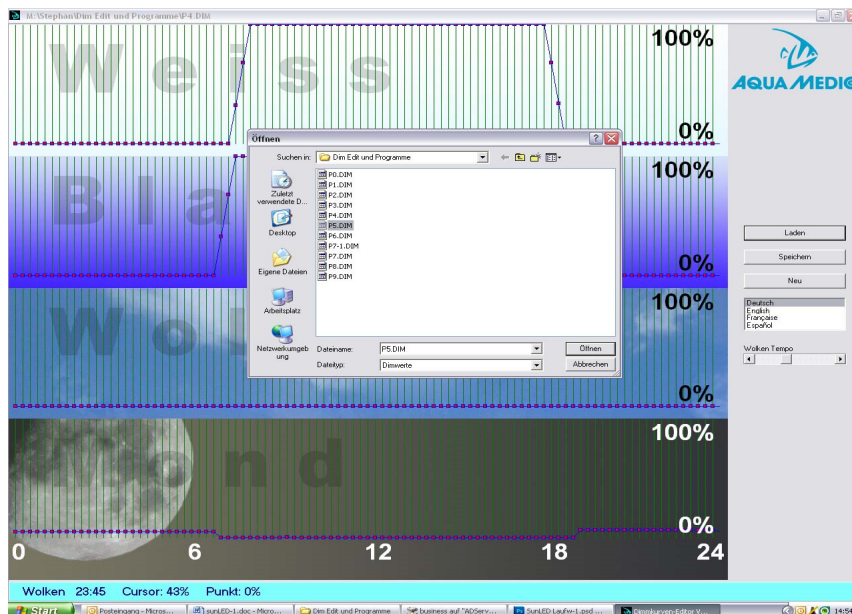 M:\Stephan\Dim Edit und Programme\P4.DIM
Weiss
100%
0%
AQUA MEDIC
Öffnen
Suchen in:
Dim Edit und Programme
Zuletzt
verwendete D...
Desktop
Eigene Dateien
Arbeitsplatz
Netzwerkumgeb
ung
P0.DIM
P1.DIM
P2.DIM
P3.DIM
P4.DIM
P5.DIM
P6.DIM
P7-1.DIM
P7.DIM
P8.DIM
P9.DIM
Dateiname:
P5.DIM
Öffnen
Dateityp:
Dimwerte
Abbrechen
Bla
100%
0%
Laden
Speichern
Neu
Deutsch
English
Française
Español
Wolken Tempo
Wol
100%
0%
Mond
100%
0%
0 6 12 18 24
Wolken 23:45 Cursor: 43% Punkt: 0%
Start
Posteingang - Micros...
sunLED-1.doc - Micro...
Dim Edit und Programme
business auf "ADServ...
SunLED Laufw-1.psd ...
Dimmkurven-Editor V...
14:54